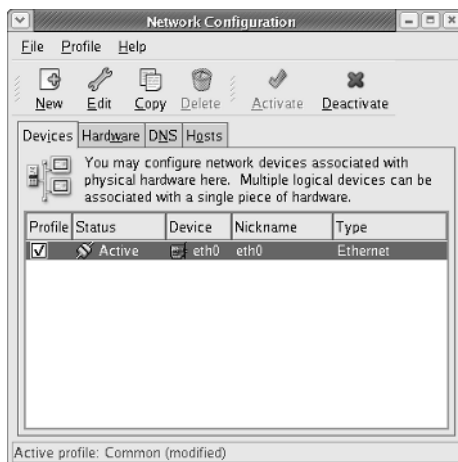 Network Configuration
File Profile Help
New Edit Copy Delete Activate Deactivate
Devices Hardware DNS Hosts
You may configure network devices associated with
physical hardware here. Multiple logical devices can be
associated with a single piece of hardware.
Profile Status Device Nickname Type
Active eth0 eth0 Ethernet
Active profile: Common (modified)